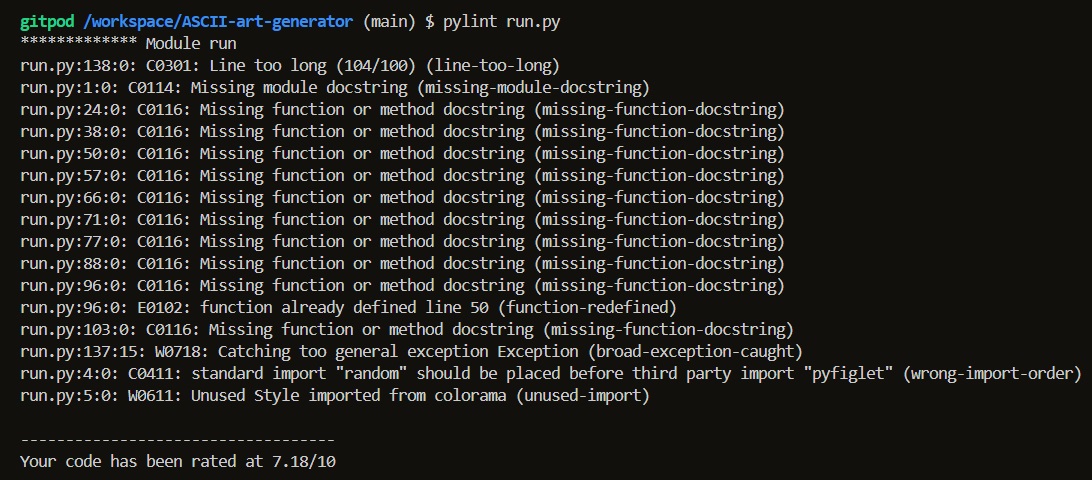 gitpod /workspace/ASCII-art-generator (main) $ pylint run.py
************* Module run
run.py:138:0: C0301: Line too long (104/100) (line-too-long)
run.py:1:0: C0114: Missing module docstring (missing-module-docstring)
run.py:24:0: C0116: Missing function or method docstring (missing-function-docstring)
run.py:38:0: C0116: Missing function or method docstring (missing-function-docstring)
run.py:50:0: C0116: Missing function or method docstring (missing-function-docstring)
run.py:57:0: C0116: Missing function or method docstring (missing-function-docstring)
run.py:66:0: C0116: Missing function or method docstring (missing-function-docstring)
run.py:71:0: C0116: Missing function or method docstring (missing-function-docstring)
run.py:77:0: C0116: Missing function or method docstring (missing-function-docstring)
run.py:88:0: C0116: Missing function or method docstring (missing-function-docstring)
run.py:96:0: C0116: Missing function or method docstring (missing-function-docstring)
run.py:96:0: E0102: function already defined line 50 (function-redefined)
run.py:103:0: C0116: Missing function or method docstring (missing-function-docstring)
run.py:137:15: W0718: Catching too general exception Exception (broad-exception-caught)
run.py:4:0: C0411: standard import "random" should be placed before third party import "pyfiglet" (wrong-import-order)
run.py:5:0: W0611: Unused Style imported from colorama (unused-import)
-----------------------------------
Your code has been rated at 7.18/10